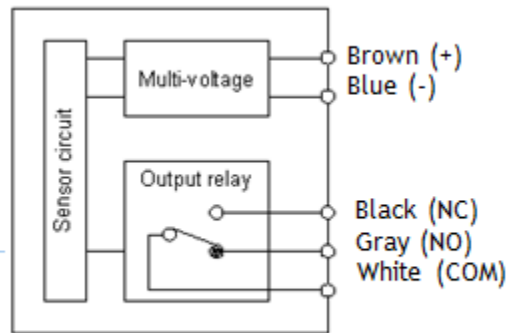 Sensor circuit
Multi-voltage
Brown (+)
Blue (-)
Output relay
Black (NC)
Gray (NO)
White (COM)